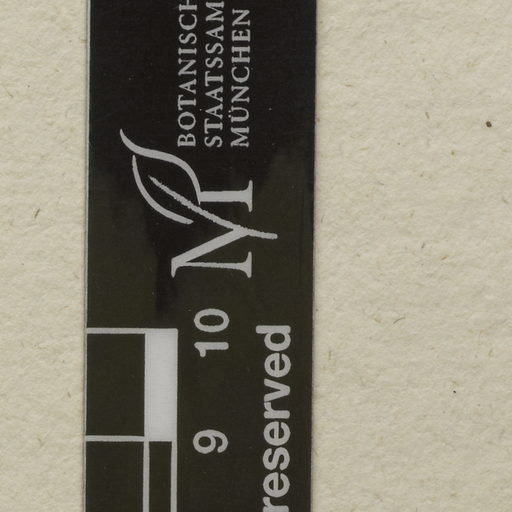 BOTANISCH
STAATSSAM
MÜNCHEN
M
9 10
reserved